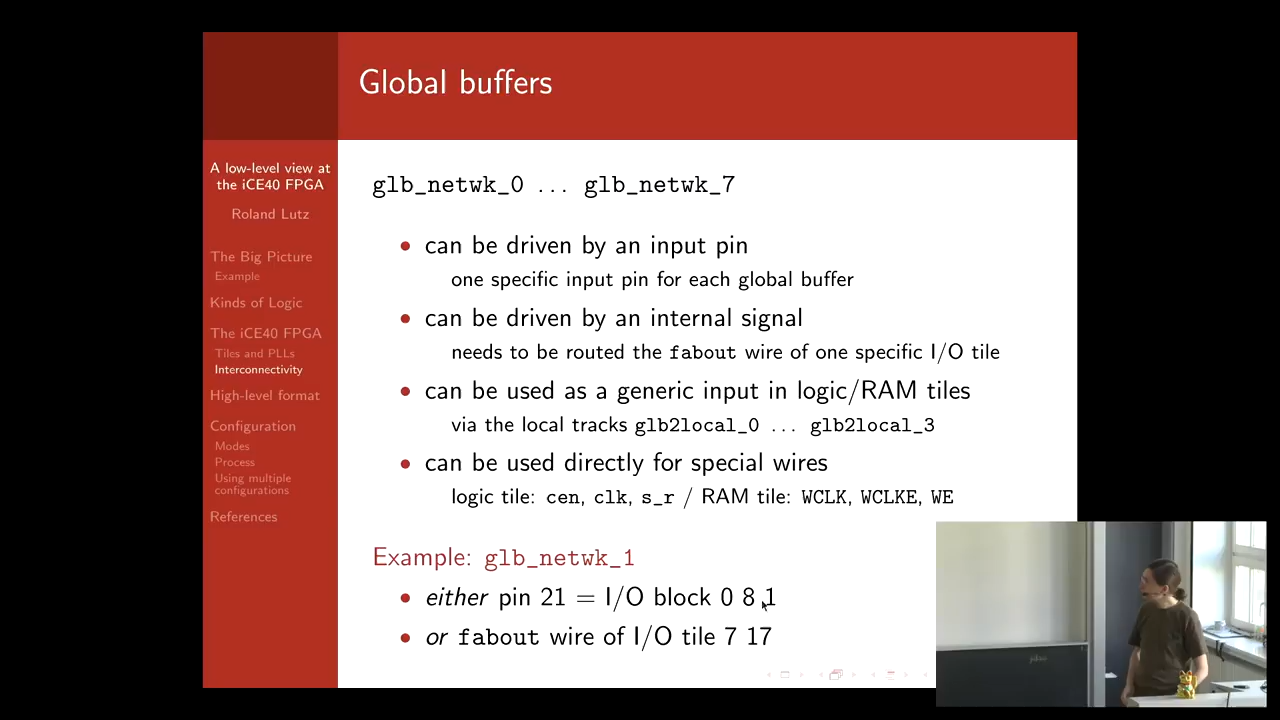 Global buffers
A low-level view at
the iCE40 FPGA
Roland Lutz
The Big Picture
Example
Kinds of Logic
The iCE40 FPGA
Tiles and PLLs
Interconnectivity
High-level format
Configuration
Modes
Process
Using multiple
configurations
References
glb_netwk_0 ... glb_netwk_7
• can be driven by an input pin
one specific input pin for each global buffer
• can be driven by an internal signal
needs to be routed the fabout wire of one specific I/O tile
• can be used as a generic input in logic/RAM tiles
via the local tracks glb2local_0 ... glb2local_3
• can be used directly for special wires
logic tile: cen, clk, s_r / RAM tile: WCLK, WCLKE, WE
Example: glb_netwk_1
• either pin 21 = I/O block 0 8 1
• or fabout wire of I/O tile 7 17